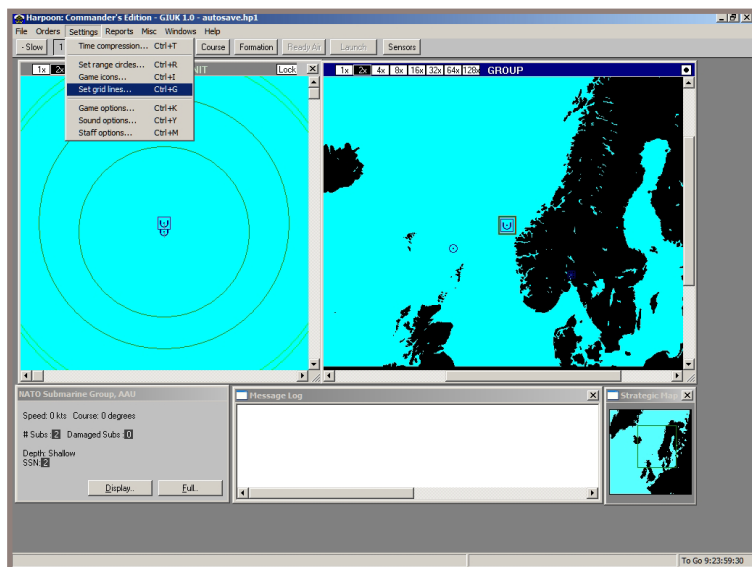 Harpoon: Commander's Edition - GIUK 1.0 - autosave.hp1
File Orders Settings Reports Misc Windows Help
- Slow 1 Course Formation Ready Air Launch Sensors
Time compression... Ctrl+T
Set range circles... Ctrl+R
Game icons... Ctrl+I
Set grid lines... Ctrl+G
Game options... Ctrl+K
Sound options... Ctrl+Y
Staff options... Ctrl+M
1x 2x Lock
1x 2x 4x 8x 16x 32x 64x 128x GROUP
NATO Submarine Group, AAU
Speed: 0 kts Course: 0 degrees
# Subs: 2 Damaged Subs: 0
Depth: Shallow
SSN: 2
Display.. Full..
Message Log
Strategic Map
To Go 9:23:59:30